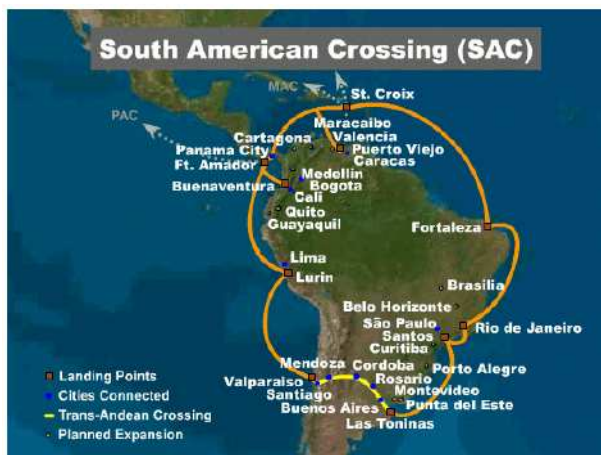 South American Crossing (SAC)
MAC
St. Croix
PAC
Maracaibo
Cartagena
Valencia
Panama City
Puerto Viejo
Ft. Amador
Caracas
Medellin
Buenaventura
Bogota
Cali
Quito
Guayaquil
Fortaleza
Lima
Lurin
Brasilia
Belo Horizonte
São Paulo
Rio de Janeiro
Santos
Curitiba
Mendoza
Cordoba
Porto Alegre
Landing Points
Valparaiso
Rosario
Cities Connected
Santiago
Montevideo
Buenos Aires
Punta del Este
Trans-Andean Crossing
Las Toninas
Planned Expansion